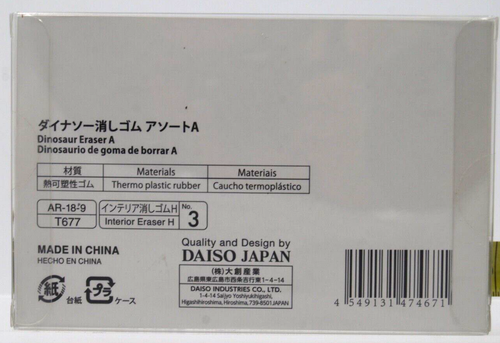 ダイナソー消しゴム アソートA
Dinosaur Eraser A
Dinosaurio de goma de borrar A
材質 Materials Materiais
熱可塑性ゴム Thermo plastic rubber Caucho termoplástico
AR-18-9 インテリア消しゴムH No. 3
T677 Interior Eraser H
MADE IN CHINA
HECHO EN CHINA
紙 台紙 プラ ケース
Quality and Design by
DAISO JAPAN
(株)大創産業
広島県東広島市西条吉行東1-4-14
DAISO INDUSTRIES CO., LTD.
1-4-14 Saijyo Yoshiyukihigashi,
Higashihiroshima, Hiroshima, 739-8501JAPAN
4 549131 474671